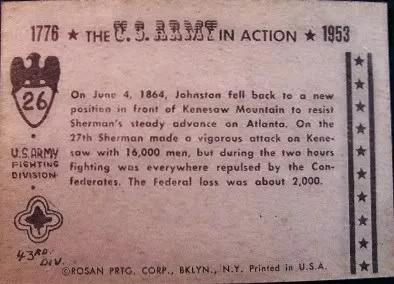 1776 ★ THE U.S. ARMY IN ACTION ★ 1953
26
U.S. ARMY
FIGHTING
DIVISION
43RD
DIV.
On June 4, 1864, Johnston fell back to a new
position in front of Kenesaw Mountain to resist
Sherman's steady advance on Atlanta. On the
27th Sherman made a vigorous attack on Kene-
saw with 16,000 men, but during the two hours
fighting was everywhere repulsed by the Con-
federates. The Federal loss was about 2,000.
©ROSAN PRTG. CORP., BKLYN., N.Y. Printed in U.S.A.